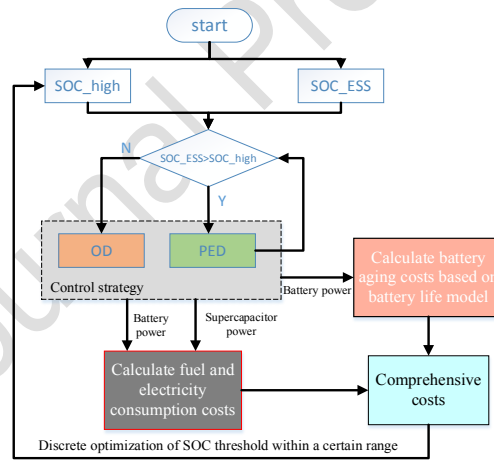 start
SOC_high
SOC_ESS
SOC_ESS>SOC_high
N
Y
OD
PED
Control strategy
Battery
power
Supercapacitor
power
Battery power
Calculate battery
aging costs based on
battery life model
Calculate fuel and
electricity
consumption costs
Comprehensive
costs
Discrete optimization of SOC threshold within a certain range